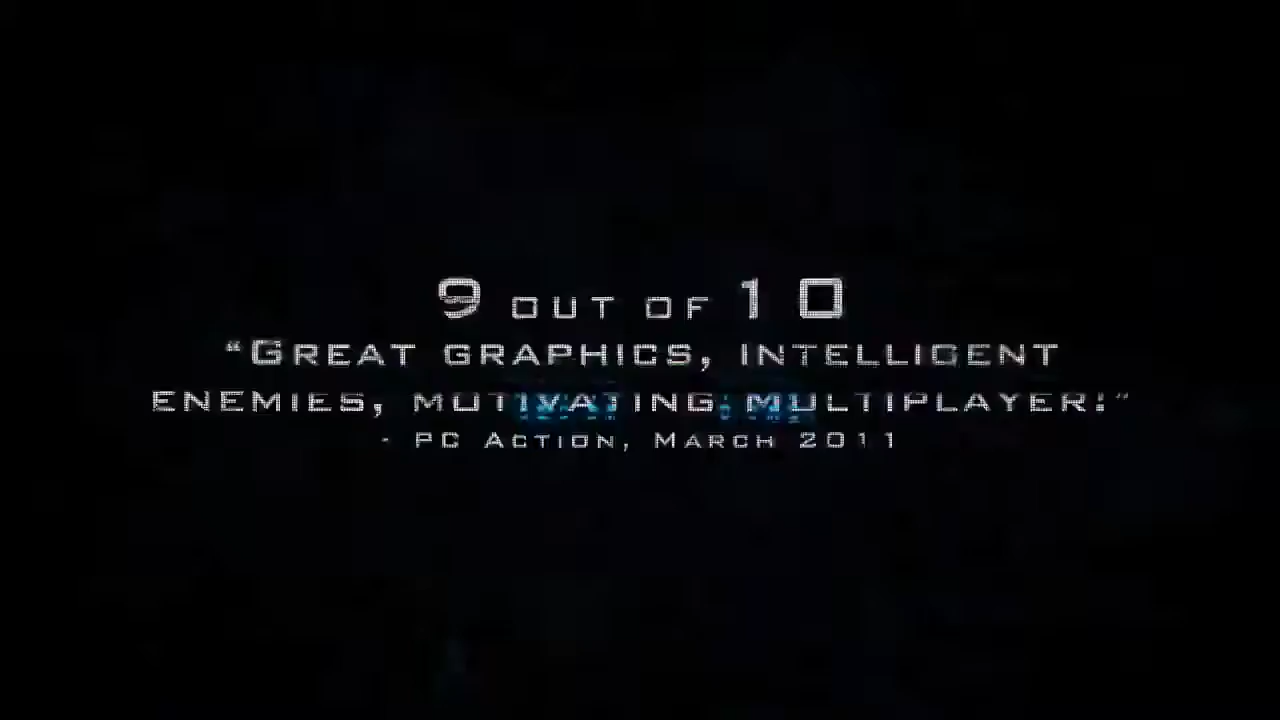 9 OUT OF 10
“GREAT GRAPHICS, INTELLIGENT
ENEMIES, MOTIVATING MULTIPLAYER!”
- PC ACTION, MARCH 2011